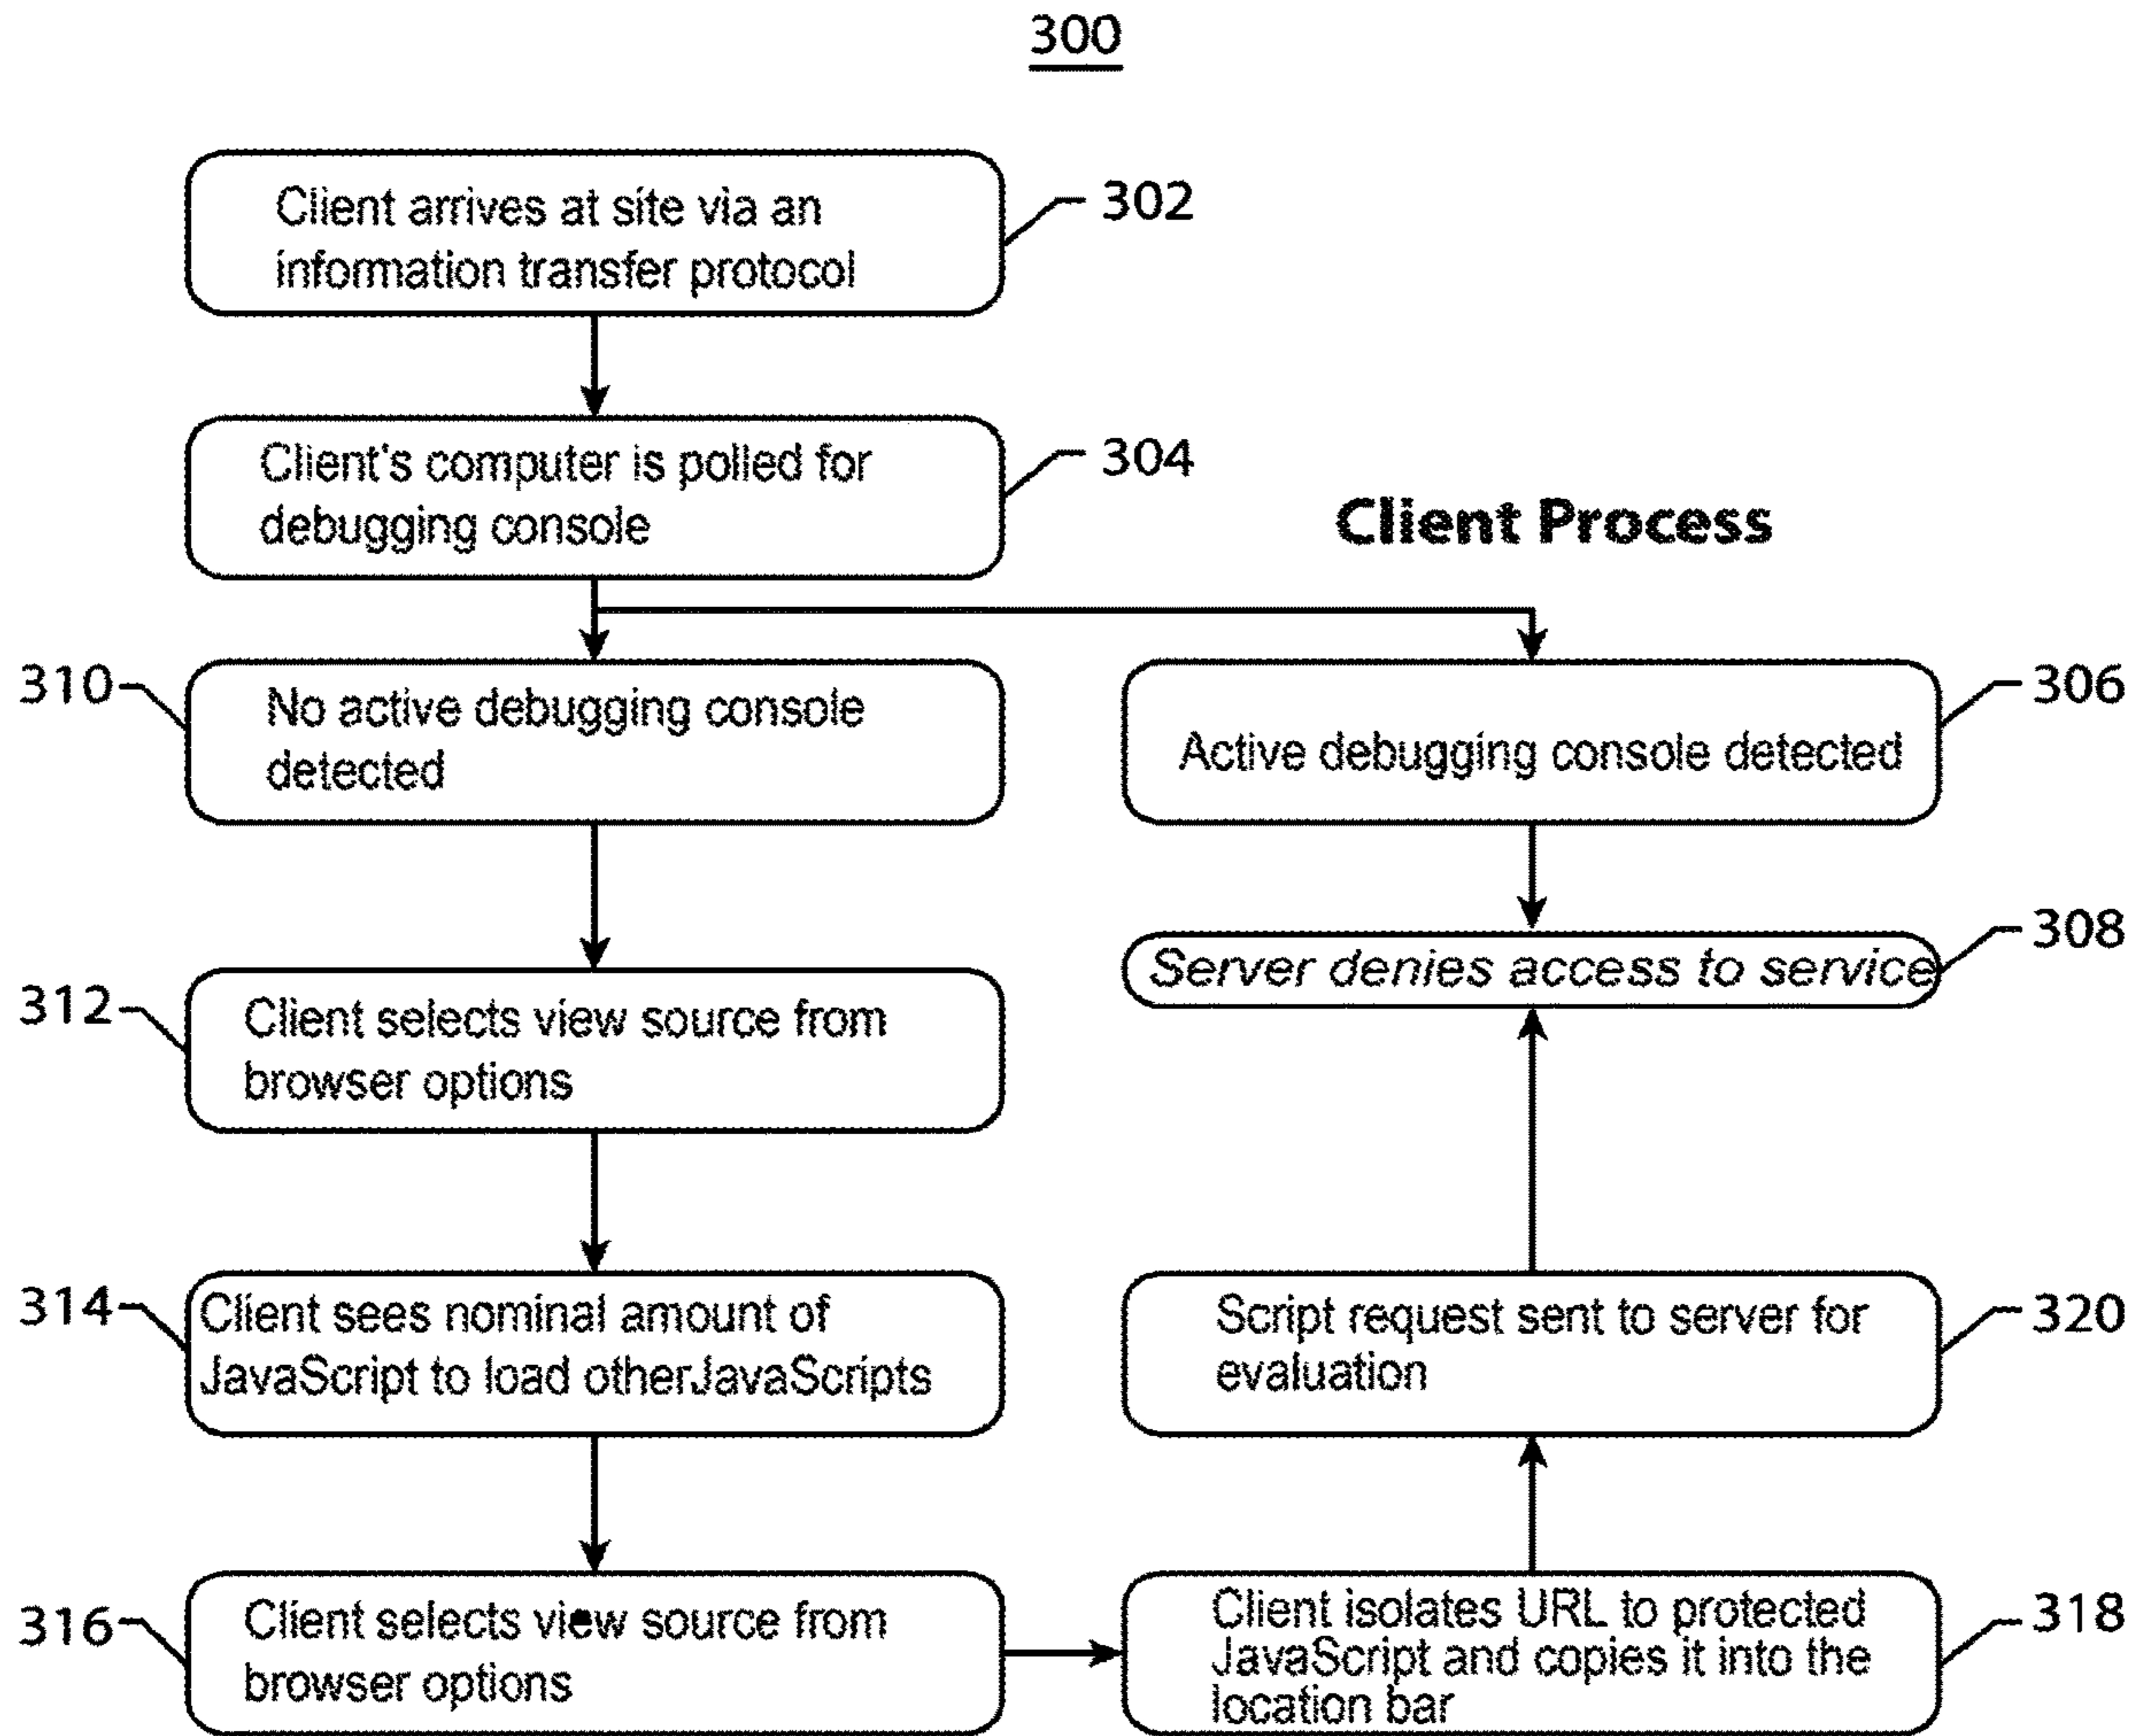 300
Client arrives at site via an
information transfer protocol
302
Client's computer is polled for
debugging console
304
Client Process
310
No active debugging console
detected
Active debugging console detected
306
Server denies access to service
308
312
Client selects view source from
browser options
314
Client sees nominal amount of
JavaScript to load otherJavaScripts
Script request sent to server for
evaluation
320
316
Client selects view source from
browser options
Client isolates URL to protected
JavaScript and copies it into the
location bar
318